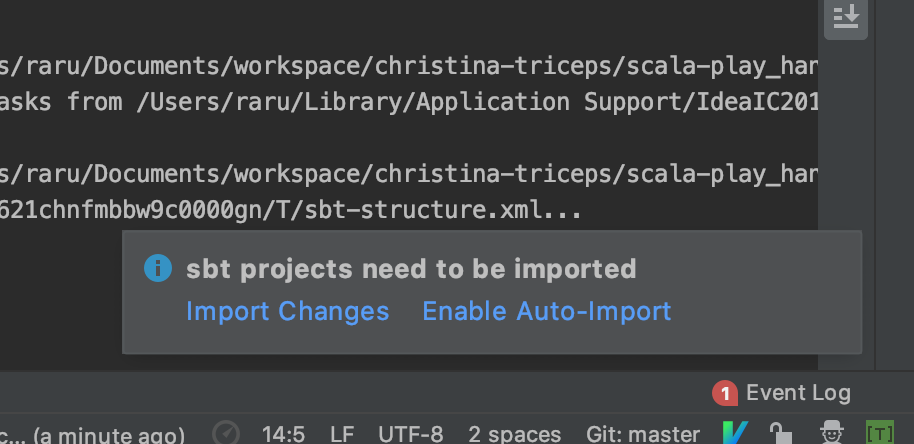 s/raru/Documents/workspace/christina-triceps/scala-play_han
asks from /Users/raru/Library/Application Support/IdeaIC201
s/raru/Documents/workspace/christina-triceps/scala-play_han
621chnfmbbw9c0000gn/T/sbt-structure.xml...
sbt projects need to be imported
Import Changes Enable Auto-Import
1 Event Log
c... (a minute ago) 14:5 LF UTF-8 2 spaces Git: master [T]